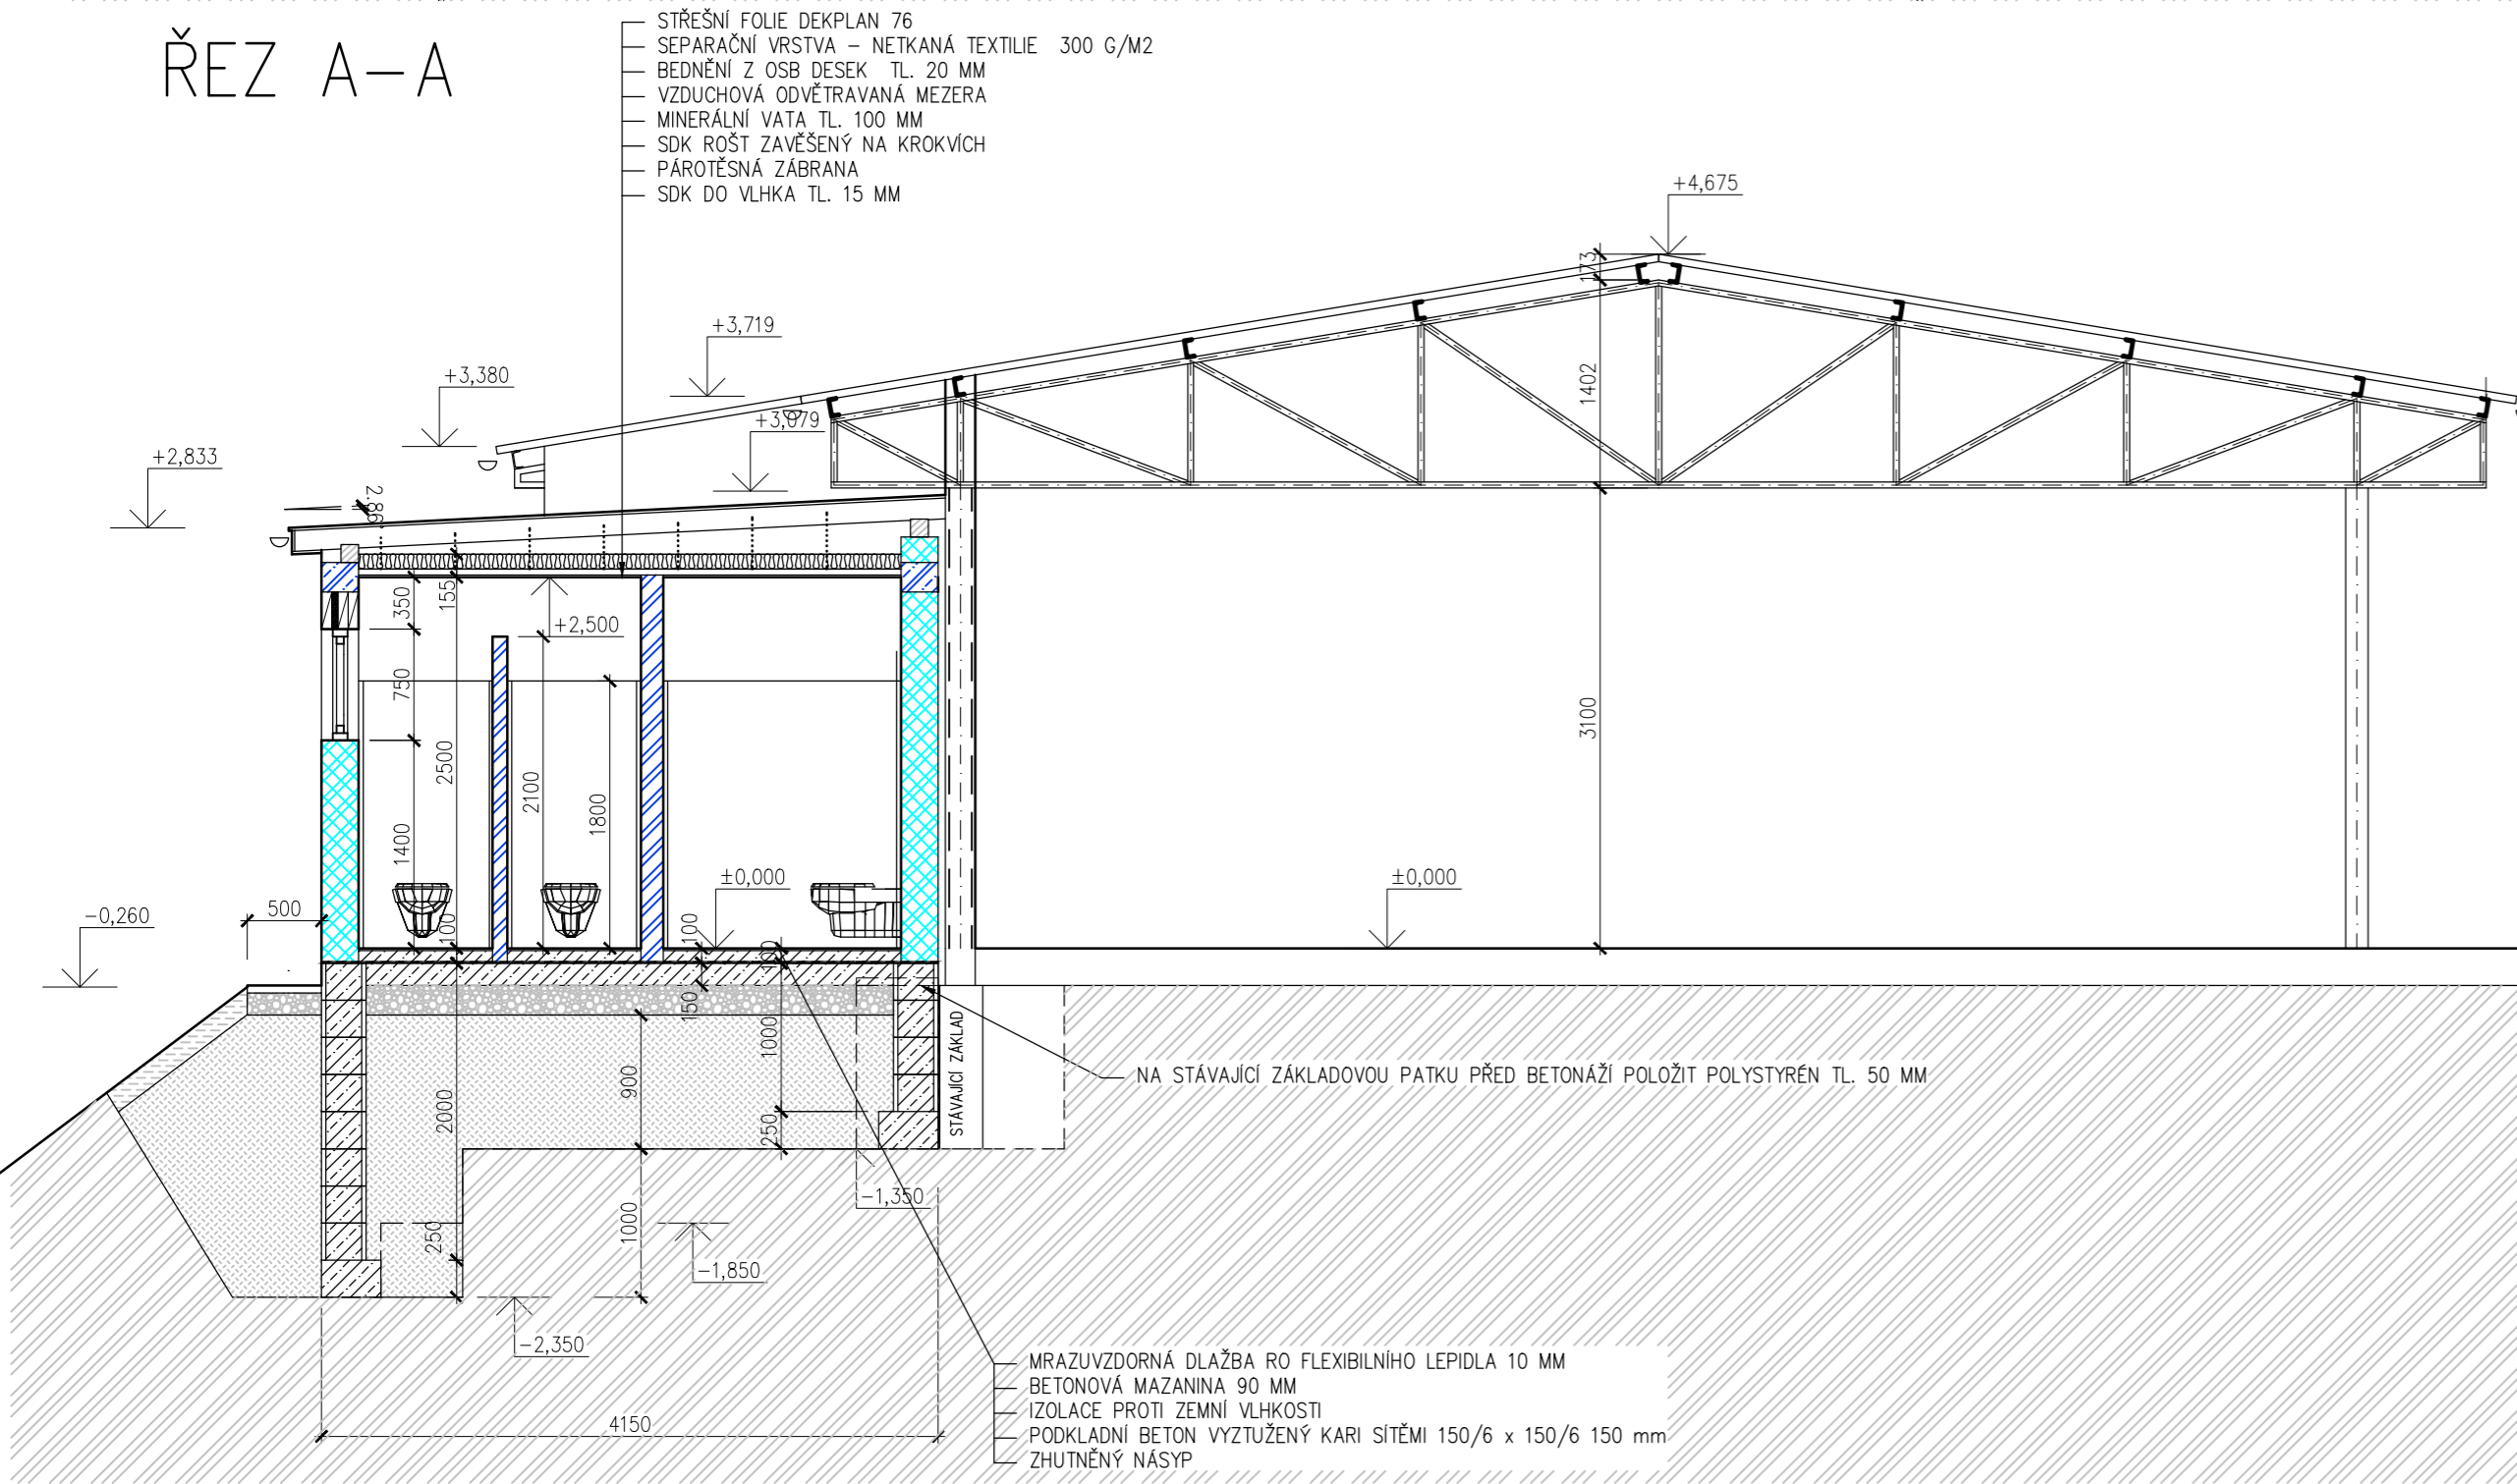 ŘEZ A–A
STŘEŠNÍ FOLIE DEKPLAN 76
SEPARAČNÍ VRSTVA – NETKANÁ TEXTILIE 300 G/M2
BEDNĚNÍ Z OSB DESEK TL. 20 MM
VZDUCHOVÁ ODVĚTRAVANÁ MEZERA
MINERÁLNÍ VATA TL. 100 MM
SDK ROŠT ZAVĚŠENÝ NA KROKVÍCH
PÁROTĚSNÁ ZÁBRANA
SDK DO VLHKA TL. 15 MM
+4,675
173
+3,719
+3,380
1402
+3,079
+2,833
2.86
350
155
+2,500
750
2500
2100
1800
1400
3100
±0,000
±0,000
-0,260
500
100
100
100
150
1000
STÁVAJÍCÍ ZÁKLAD
NA STÁVAJÍCÍ ZÁKLADOVOU PATKU PŘED BETONÁŽÍ POLOŽIT POLYSTYRÉN TL. 50 MM
900
2000
250
-1,350
1000
250
-1,850
-2,350
MRAZUVZDORNÁ DLAŽBA RO FLEXIBILNÍHO LEPIDLA 10 MM
BETONOVÁ MAZANINA 90 MM
IZOLACE PROTI ZEMNÍ VLHKOSTI
PODKLADNÍ BETON VYZTUŽENÝ KARI SÍTĚMI 150/6 x 150/6 150 mm
ZHUTNĚNÝ NÁSYP
4150